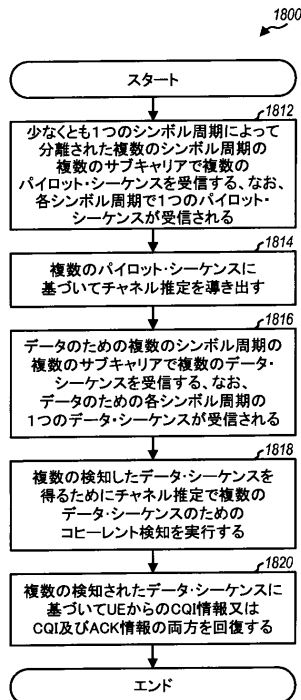 1800
スタート
1812
少なくとも1つのシンボル周期によって
分離された複数のシンボル周期の
複数のサブキャリアで複数の
パイロット・シーケンスを受信する、なお、
各シンボル周期で1つのパイロット・
シーケンスが受信される
1814
複数のパイロット・シーケンスに
基づいてチャネル推定を導き出す
1816
データのための複数のシンボル周期の
複数のサブキャリアで複数のデータ・
シーケンスを受信する、なお、
データのための各シンボル周期の
1つのデータ・シーケンスが受信される
1818
複数の検知したデータ・シーケンスを
得るためにチャネル推定で複数の
データ・シーケンスのための
コヒーレント検知を実行する
1820
複数の検知されたデータ・シーケンスに
基づいてUEからのCQI情報又は
CQI及びACK情報の両方を回復する
エンド